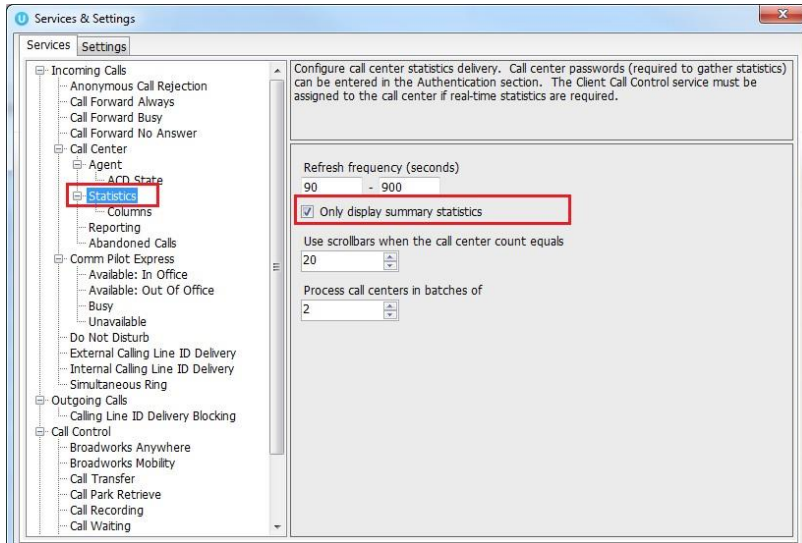 Services & Settings
Services Settings
Incoming Calls
Anonymous Call Rejection
Call Forward Always
Call Forward Busy
Call Forward No Answer
Call Center
Agent
ACD State
Statistics
Columns
Reporting
Abandoned Calls
Comm Pilot Express
Available: In Office
Available: Out Of Office
Busy
Unavailable
Do Not Disturb
External Calling Line ID Delivery
Internal Calling Line ID Delivery
Simultaneous Ring
Outgoing Calls
Calling Line ID Delivery Blocking
Call Control
Broadworks Anywhere
Broadworks Mobility
Call Transfer
Call Park Retrieve
Call Recording
Call Waiting
Configure call center statistics delivery. Call center passwords (required to gather statistics)
can be entered in the Authentication section. The Client Call Control service must be
assigned to the call center if real-time statistics are required.
Refresh frequency (seconds)
90 - 900
Only display summary statistics
Use scrollbars when the call center count equals
20
Process call centers in batches of
2